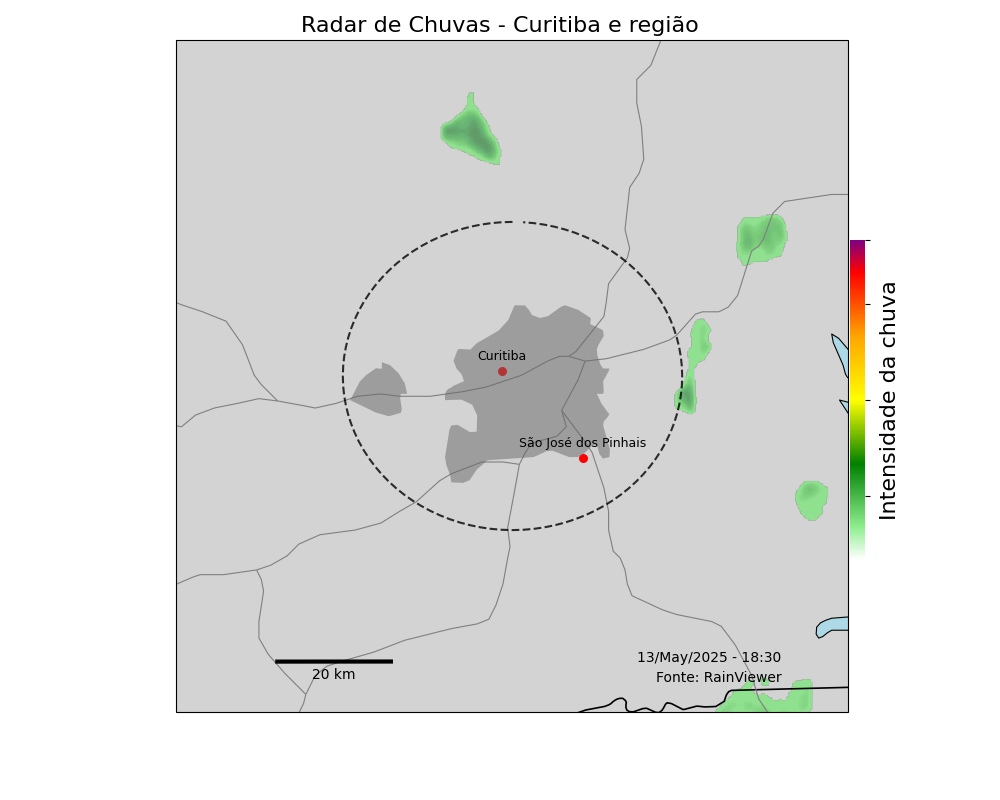 Radar de Chuvas - Curitiba e região
Curitiba
São José dos Pinhais
Intensidade da chuva
13/May/2025 - 18:30
Fonte: RainViewer
20 km